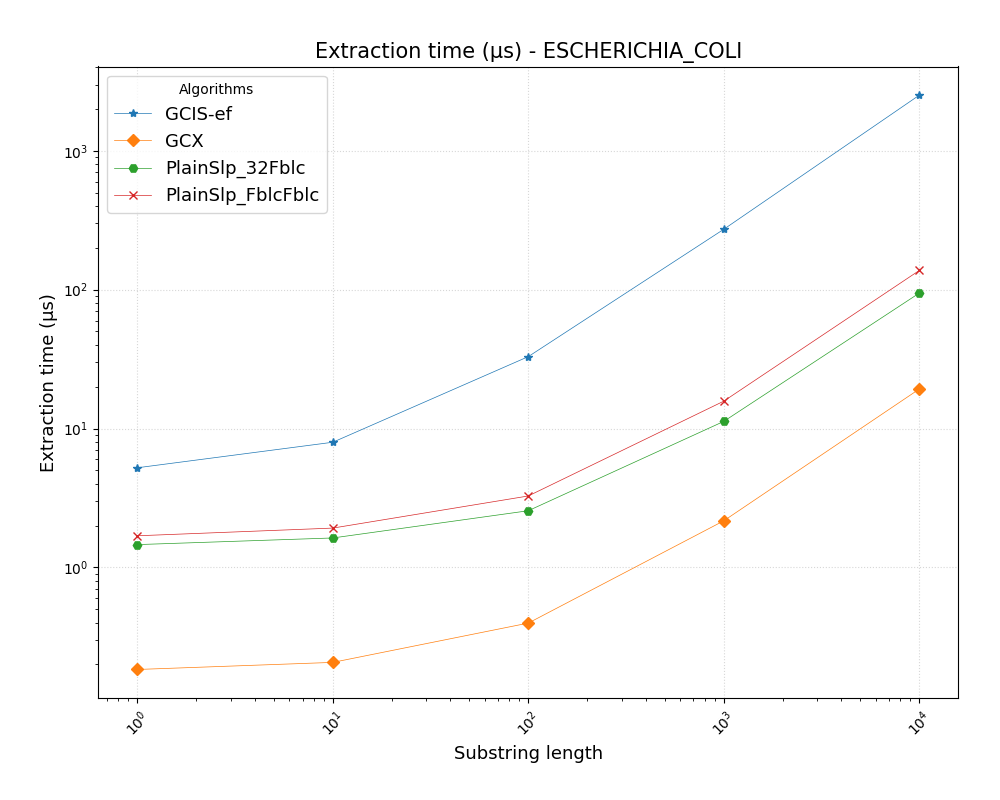 Extraction time (µs) - ESCHERICHIA_COLI
Algorithms
GCIS-ef
GCX
PlainSlp_32Fblc
PlainSlp_FblcFblc
Extraction time (µs)
10³
10²
10¹
10⁰
10⁰ 10¹ 10² 10³ 10⁴
Substring length